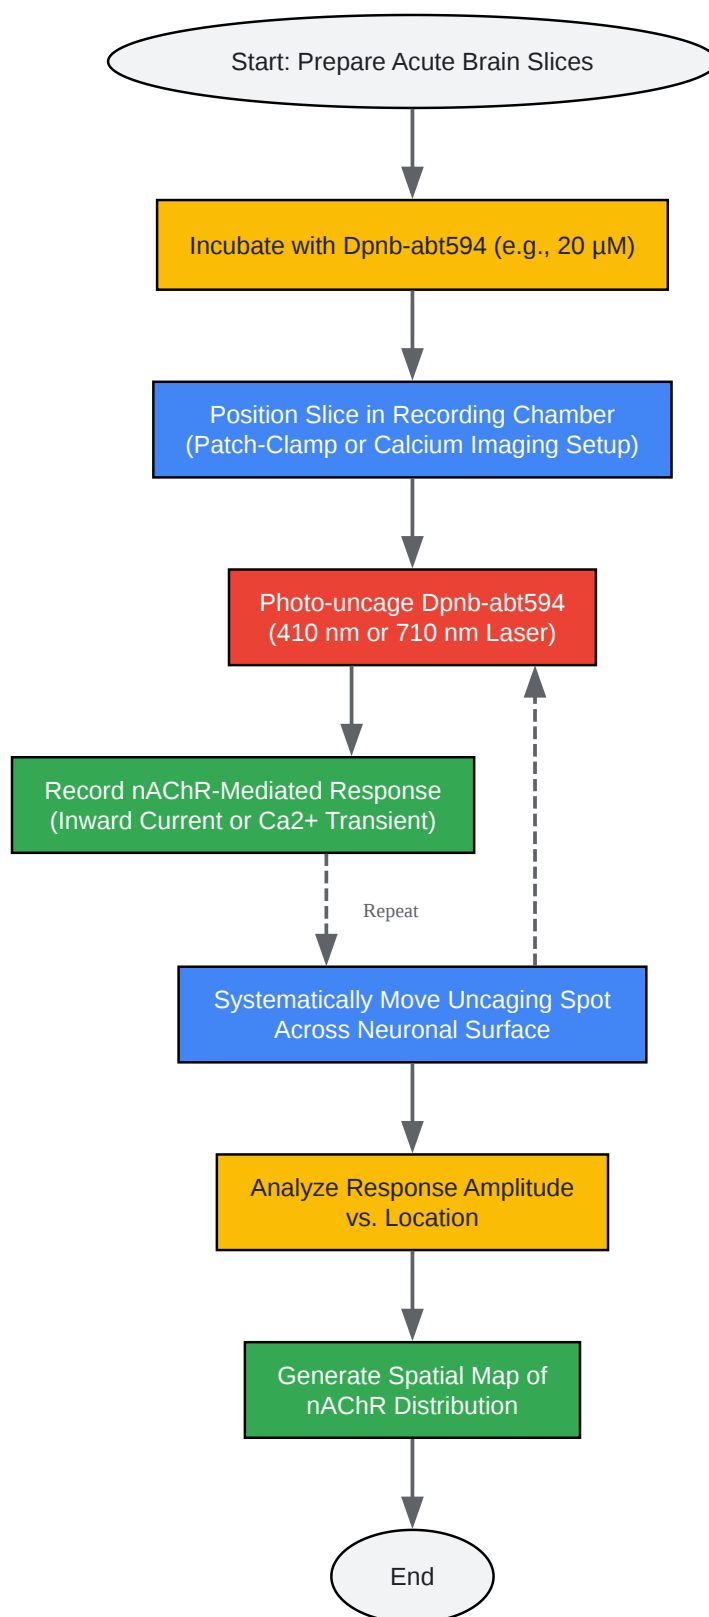 Start: Prepare Acute Brain Slices
Incubate with Dpnb-abt594 (e.g., 20 µM)
Position Slice in Recording Chamber
(Patch-Clamp or Calcium Imaging Setup)
Photo-uncage Dpnb-abt594
(410 nm or 710 nm Laser)
Record nAChR-Mediated Response
(Inward Current or Ca2+ Transient)
Repeat
Systematically Move Uncaging Spot
Across Neuronal Surface
Analyze Response Amplitude
vs. Location
Generate Spatial Map of
nAChR Distribution
End